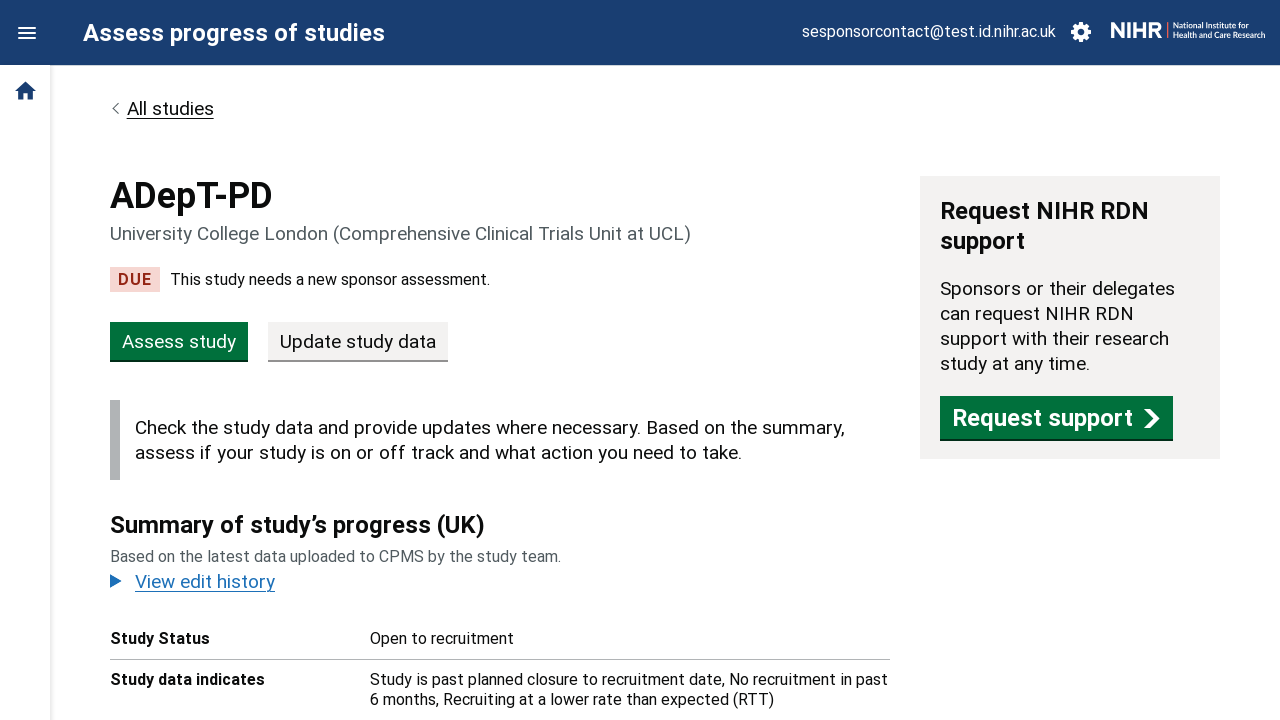 Assess progress of studies
sesponsorcontact@test.id.nihr.ac.uk
NIHR
National Institute for
Health and Care Research
All studies
ADepT-PD
University College London (Comprehensive Clinical Trials Unit at UCL)
DUE This study needs a new sponsor assessment.
Assess study
Update study data
Check the study data and provide updates where necessary. Based on the summary,
assess if your study is on or off track and what action you need to take.
Summary of study’s progress (UK)
Based on the latest data uploaded to CPMS by the study team.
View edit history
Study Status Open to recruitment
Study data indicates Study is past planned closure to recruitment date, No recruitment in past
6 months, Recruiting at a lower rate than expected (RTT)
Request NIHR RDN
support
Sponsors or their delegates
can request NIHR RDN
support with their research
study at any time.
Request support